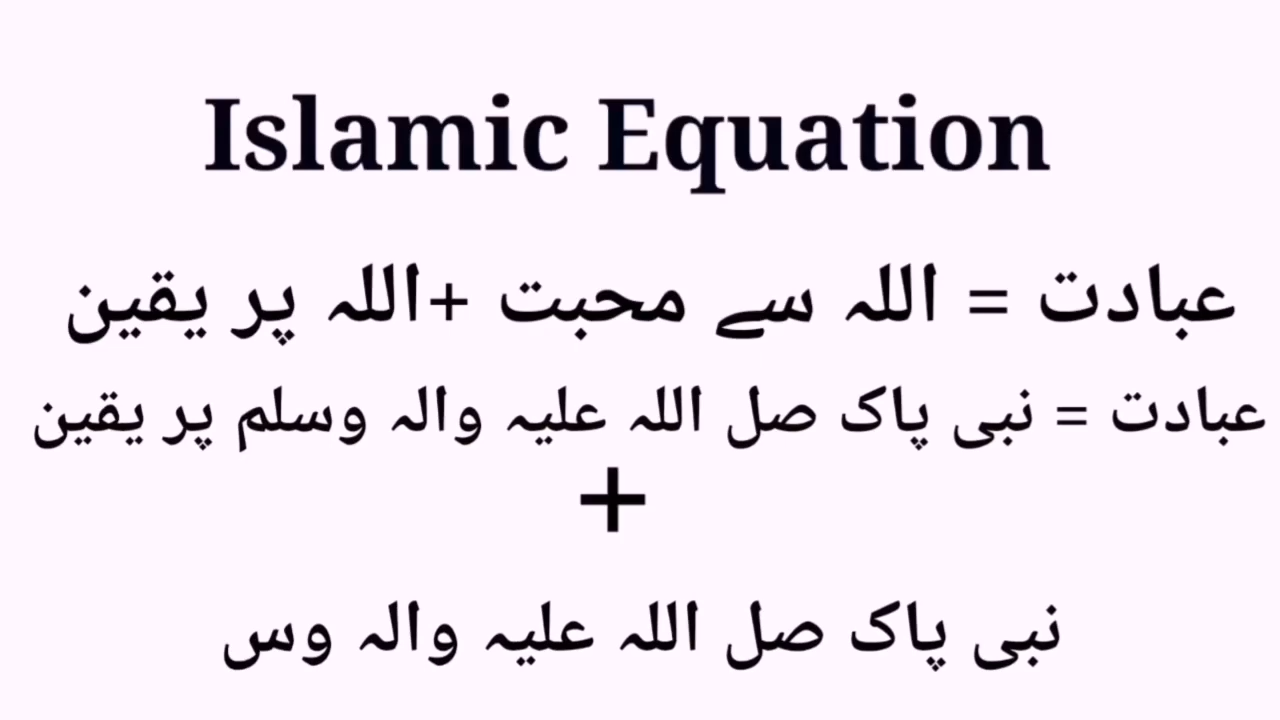 Islamic Equation
عبادت = اللہ سے محبت +اللہ پر یقین
عبادت = نبی پاک صل اللہ علیہ والہ وسلم پر یقین
+
نبی پاک صل اللہ علیہ والہ وس